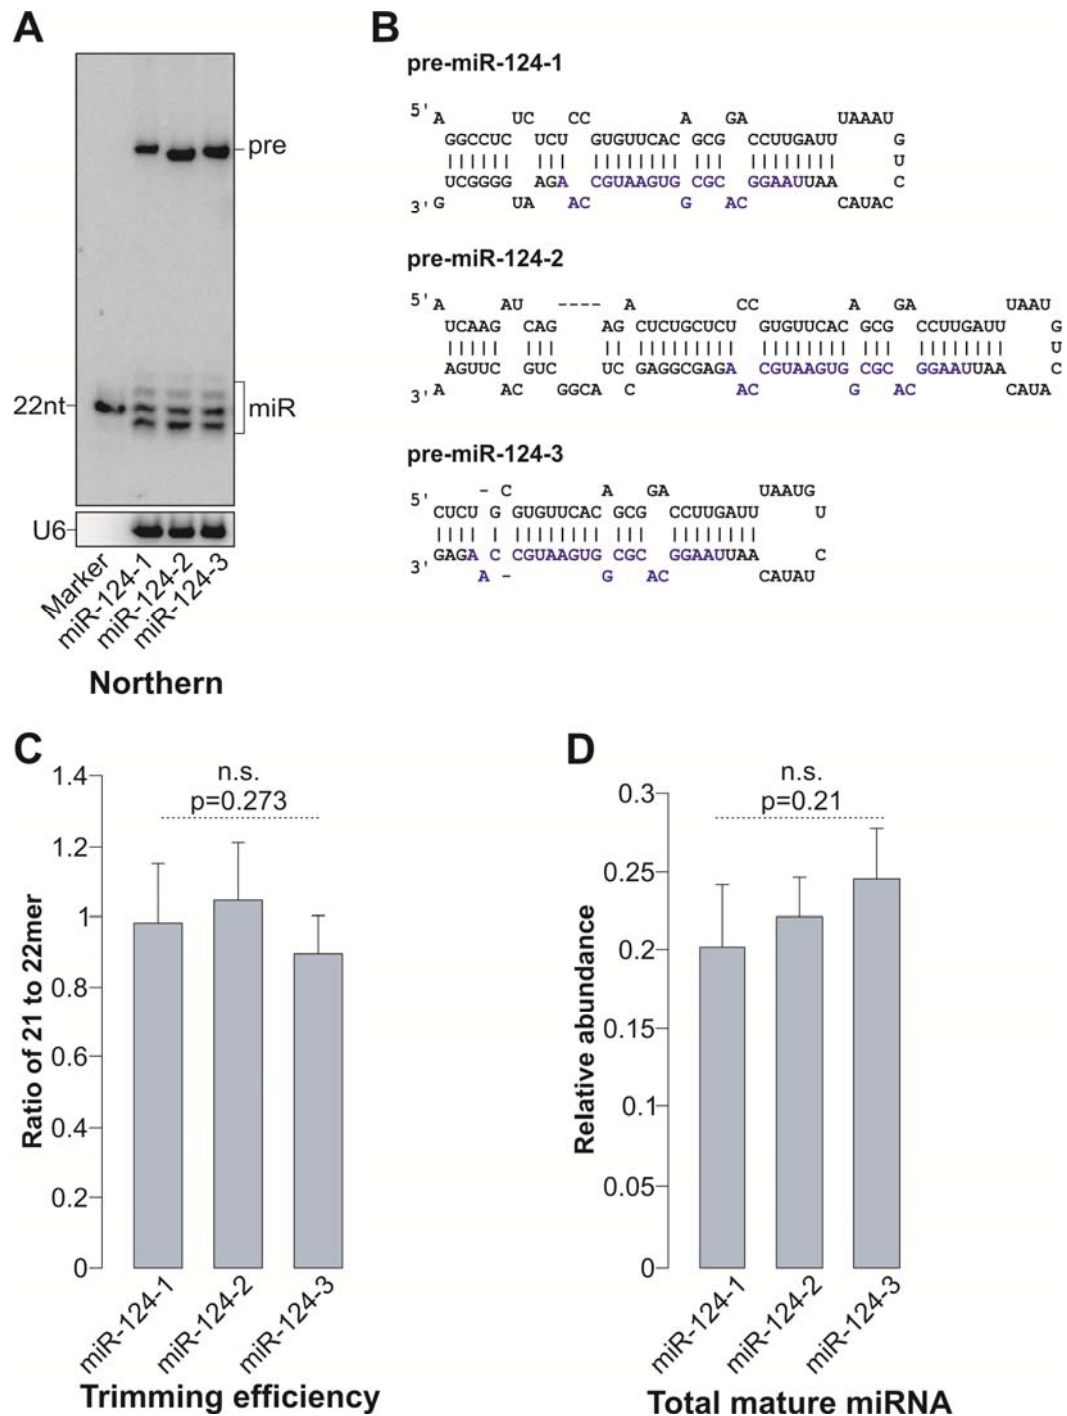 A
pre
22nt
miR
U6
Marker
miR-124-1
miR-124-2
miR-124-3
Northern
B
pre-miR-124-1
5' A UC CC A GA UAAAU
GGCCUC UCU GUGUUCAC GCG CCUUGAUU G
U
UCGGGG AGA CGUAAGUG CGC GGAAUUAA C
3' G UA AC G AC CAUAC
pre-miR-124-2
5' A AU ---- A CC A GA UAAU
UCAAG CAG AG CUCUGCUCU GUGUUCAC GCG CCUUGAUU G
U
AGUUC GUC UC GAGGCGAGA CGUAAGUG CGC GGAAUUAA C
3' A AC GGCA C AC G AC CAUA
pre-miR-124-3
5' - C A GA UAAUG
CUCU G GUGUUCAC GCG CCUUGAUU U
GAGA C CGUAAGUG CGC GGAAUUAA C
3' A - G AC CAUAU
C
n.s.
p=0.273
Ratio of 21 to 22mer
1.4
1.2
1
0.8
0.6
0.4
0.2
0
miR-124-1
miR-124-2
miR-124-3
Trimming efficiency
D
n.s.
p=0.21
Relative abundance
0.3
0.25
0.2
0.15
0.1
0.05
0
miR-124-1
miR-124-2
miR-124-3
Total mature miRNA